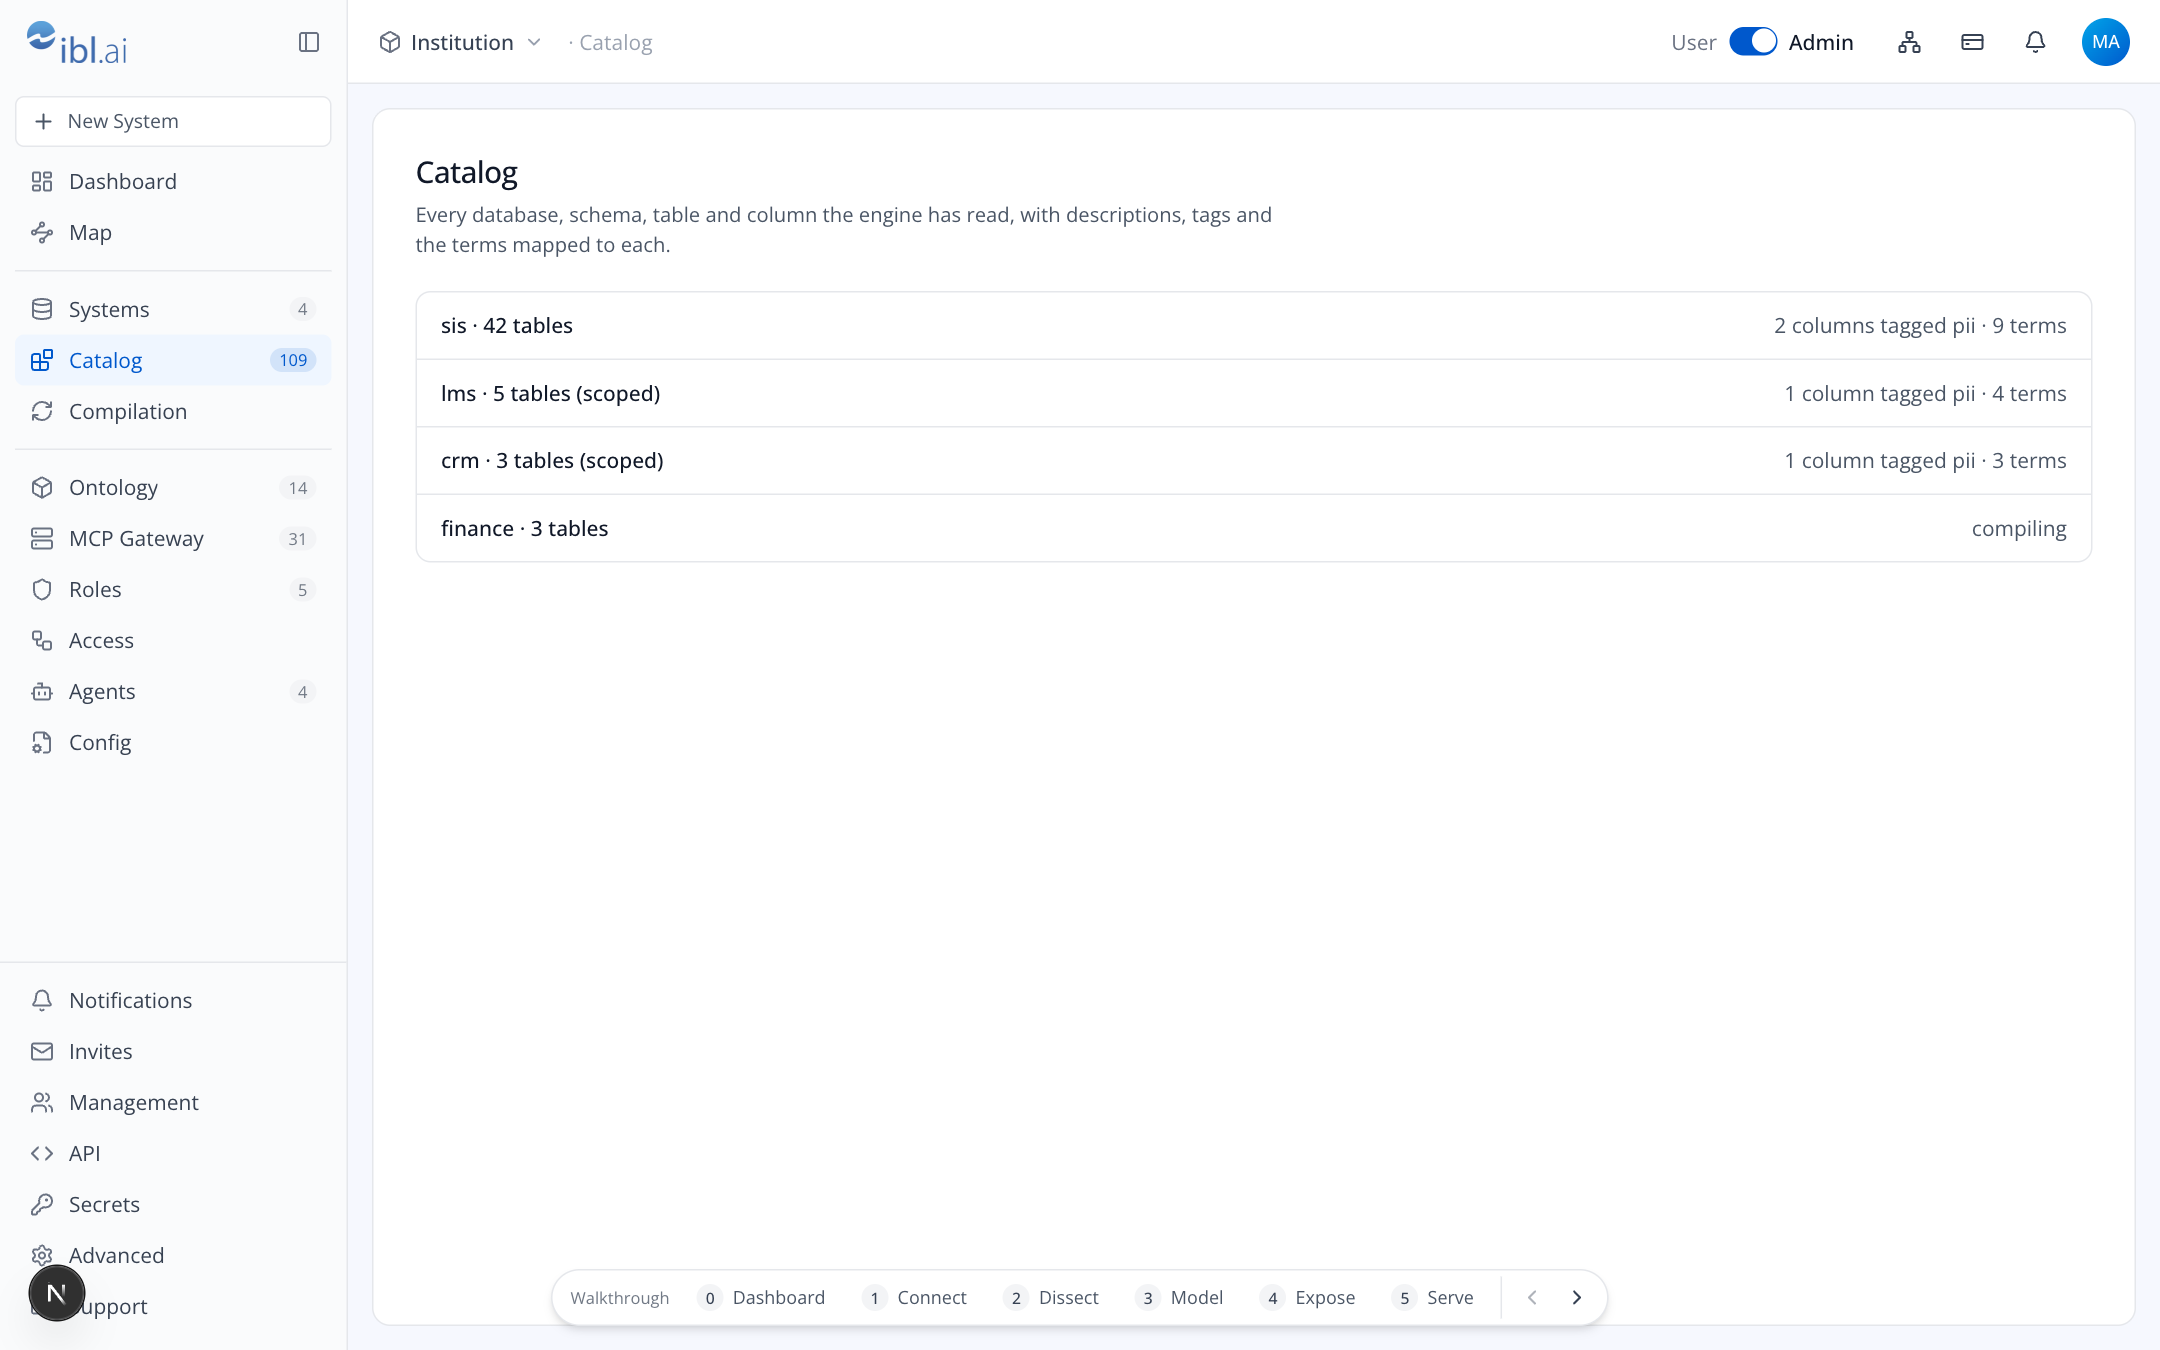 ibl.ai
Institution · Catalog
User Admin
MA
New System
Dashboard
Map
Systems 4
Catalog 109
Compilation
Ontology 14
MCP Gateway 31
Roles 5
Access
Agents 4
Config
Notifications
Invites
Management
API
Secrets
Advanced
N
upport
Catalog
Every database, schema, table and column the engine has read, with descriptions, tags and
the terms mapped to each.
sis · 42 tables 2 columns tagged pii · 9 terms
lms · 5 tables (scoped) 1 column tagged pii · 4 terms
crm · 3 tables (scoped) 1 column tagged pii · 3 terms
finance · 3 tables compiling
Walkthrough 0 Dashboard 1 Connect 2 Dissect 3 Model 4 Expose 5 Serve